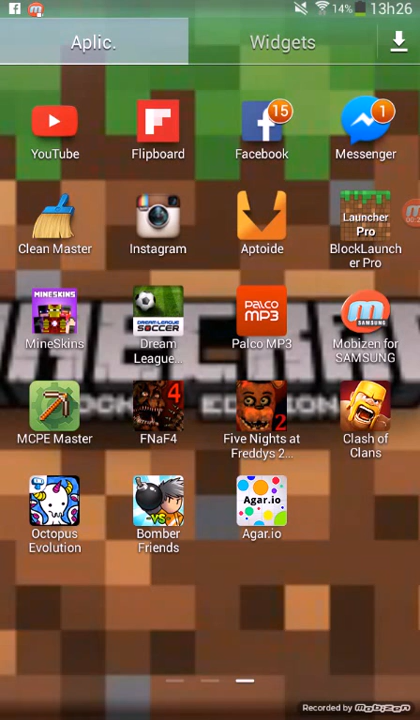 14% 13h26
Aplic. Widgets
15 1
YouTube Flipboard Facebook Messenger
Launcher
Pro
Clean Master Instagram Aptoide BlockLaunch
er Pro
MINESKINS
DREAM LEAGUE
SOCCER
PALCO
MP3
SAMSUNG
MineSkins Dream
League... Palco MP3 Mobizen for
SAMSUNG
4
2
MCPE Master FNaF4 Five Nights at
Freddys 2... Clash of
Clans
VS
Agar.io
Octopus
Evolution Bomber
Friends Agar.io
Recorded by Mobizen